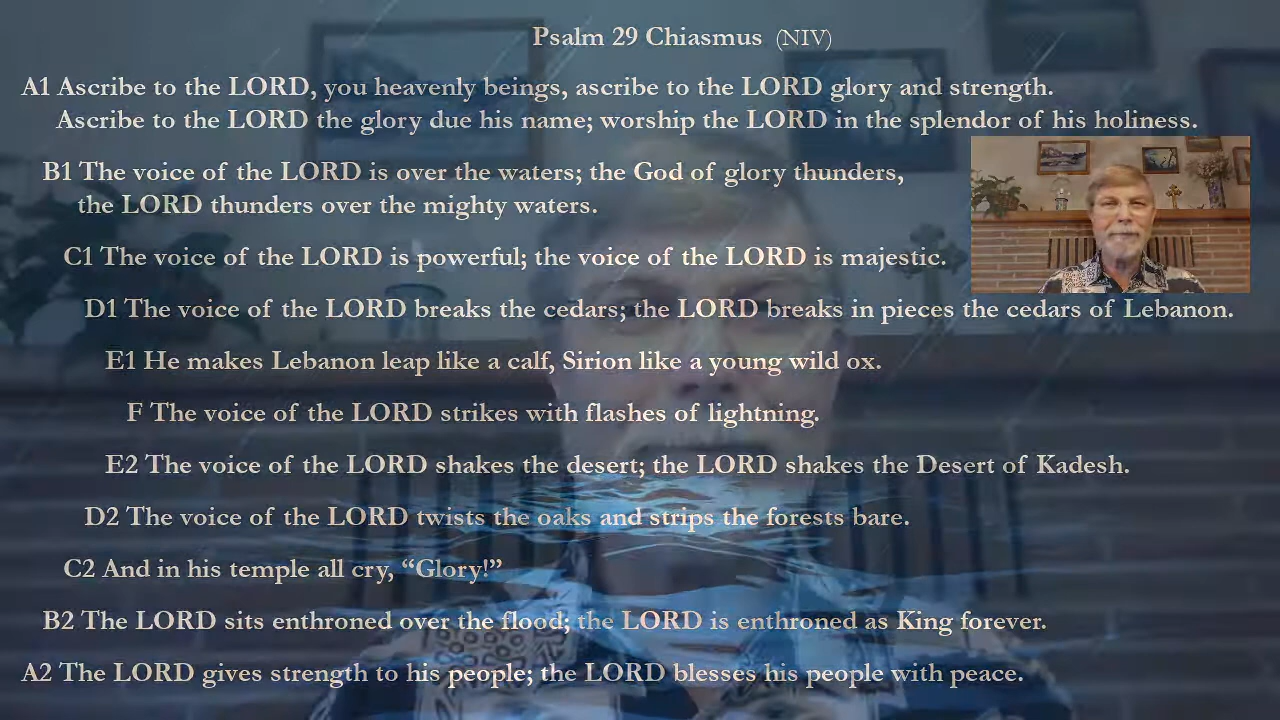 Psalm 29 Chiasmus (NIV)
A1 Ascribe to the LORD, you heavenly beings, ascribe to the LORD glory and strength.
Ascribe to the LORD the glory due his name; worship the LORD in the splendor of his holiness.
B1 The voice of the LORD is over the waters; the God of glory thunders,
the LORD thunders over the mighty waters.
C1 The voice of the LORD is powerful; the voice of the LORD is majestic.
D1 The voice of the LORD breaks the cedars; the LORD breaks in pieces the cedars of Lebanon.
E1 He makes Lebanon leap like a calf, Sirion like a young wild ox.
F The voice of the LORD strikes with flashes of lightning.
E2 The voice of the LORD shakes the desert; the LORD shakes the Desert of Kadesh.
D2 The voice of the LORD twists the oaks and strips the forests bare.
C2 And in his temple all cry, “Glory!”
B2 The LORD sits enthroned over the flood; the LORD is enthroned as King forever.
A2 The LORD gives strength to his people; the LORD blesses his people with peace.